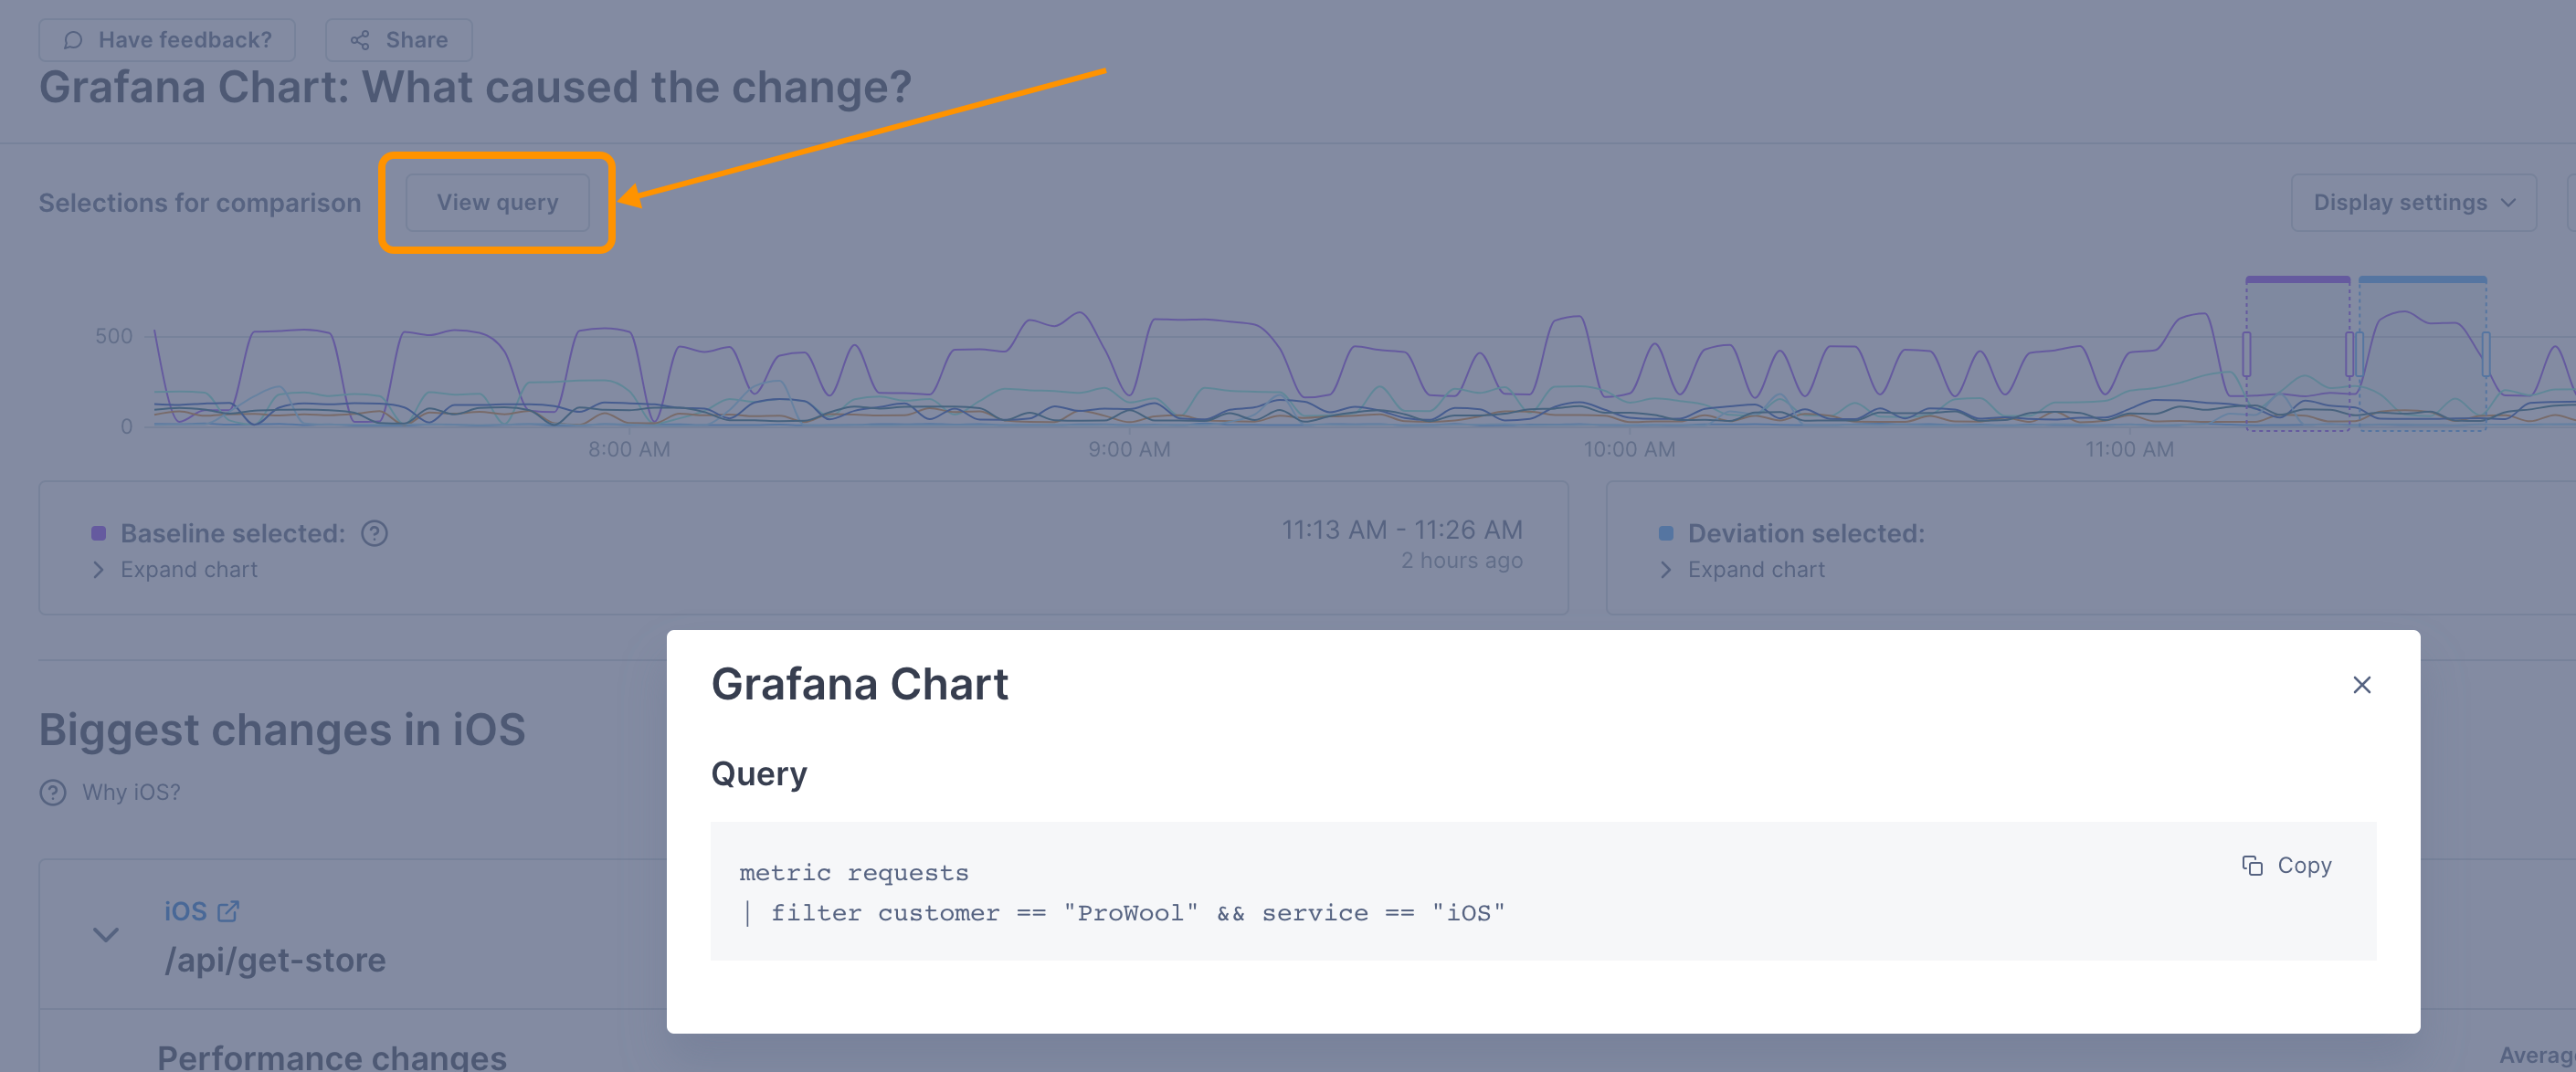 Have feedback?
Share
Grafana Chart: What caused the change?
Selections for comparison
View query
Display settings
500
0
8:00 AM
9:00 AM
10:00 AM
11:00 AM
Baseline selected:
Expand chart
11:13 AM - 11:26 AM
2 hours ago
Deviation selected:
Expand chart
Biggest changes in iOS
Why iOS?
iOS
/api/get-store
Performance changes
Grafana Chart
Query
metric requests
| filter customer == "ProWool" && service == "iOS"
Copy